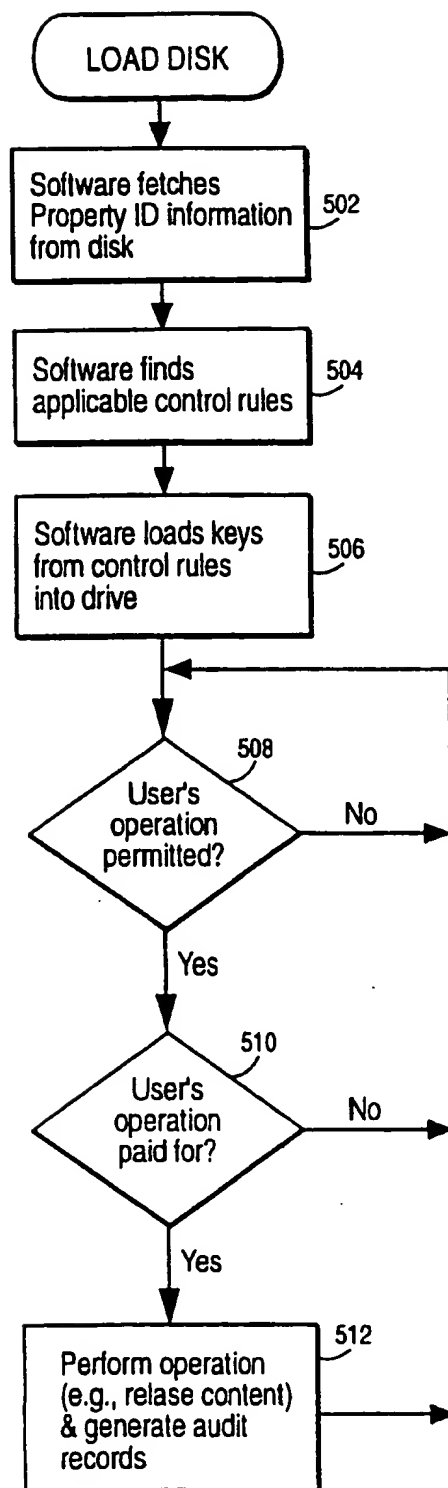 LOAD DISK
Software fetches
Property ID information
from disk
502
Software finds
applicable control rules
504
Software loads keys
from control rules
into drive
506
508
User's
operation
permitted?
No
Yes
510
User's
operation
paid for?
No
Yes
512
Perform operation
(e.g., relase content)
& generate audit
records